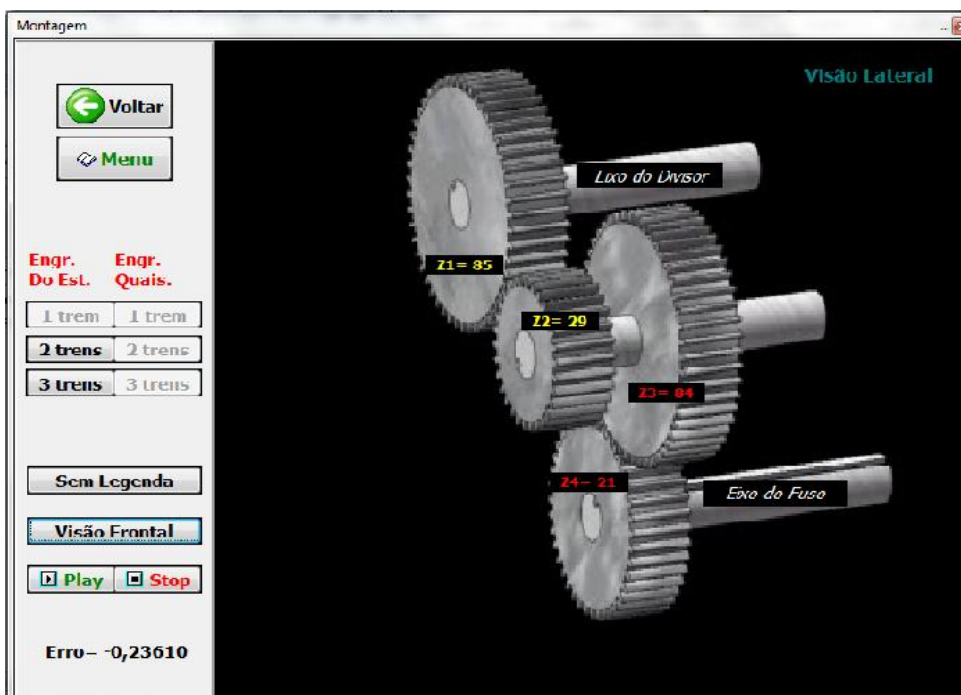 Montagem
Visão Lateral
Voltar
Menu
Engr. Engr.
Do Est. Quais.
1 trem 1 trem
2 trens 2 trens
3 trens 3 trens
Sem Legenda
Visão Frontal
Play Stop
Erro= -0,23610
Eixo do Divisor
Z1= 85
Z2= 29
Z3= 84
Z4= 21
Eixo do Fuso